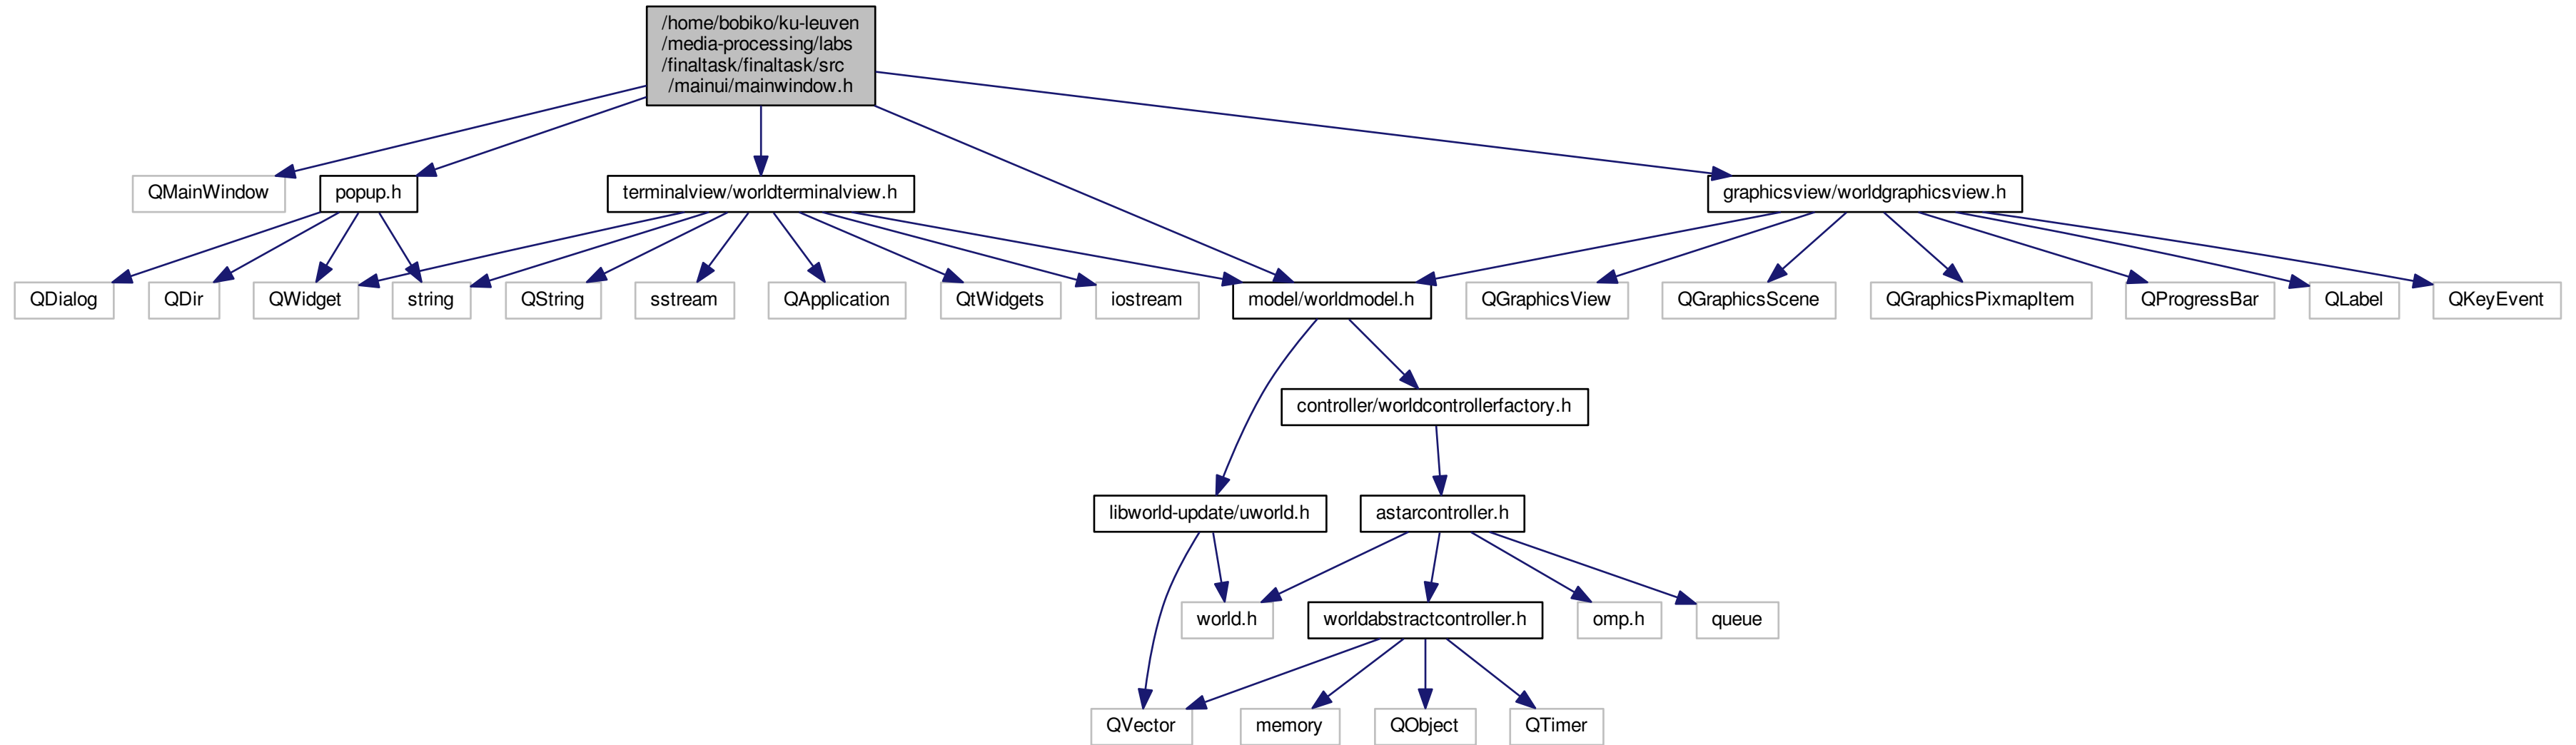 /home/bobiko/ku-leuven
/media-processing/labs
/finaltask/finaltask/src
/mainui/mainwindow.h
QMainWindow
popup.h
terminalview/worldterminalview.h
graphicsview/worldgraphicsview.h
QDialog
QDir
QWidget
string
QString
sstream
QApplication
QtWidgets
iostream
model/worldmodel.h
QGraphicsView
QGraphicsScene
QGraphicsPixmapItem
QProgressBar
QLabel
QKeyEvent
controller/worldcontrollerfactory.h
libworld-update/uworld.h
astarcontroller.h
world.h
worldabstractcontroller.h
omp.h
queue
QVector
memory
QObject
QTimer